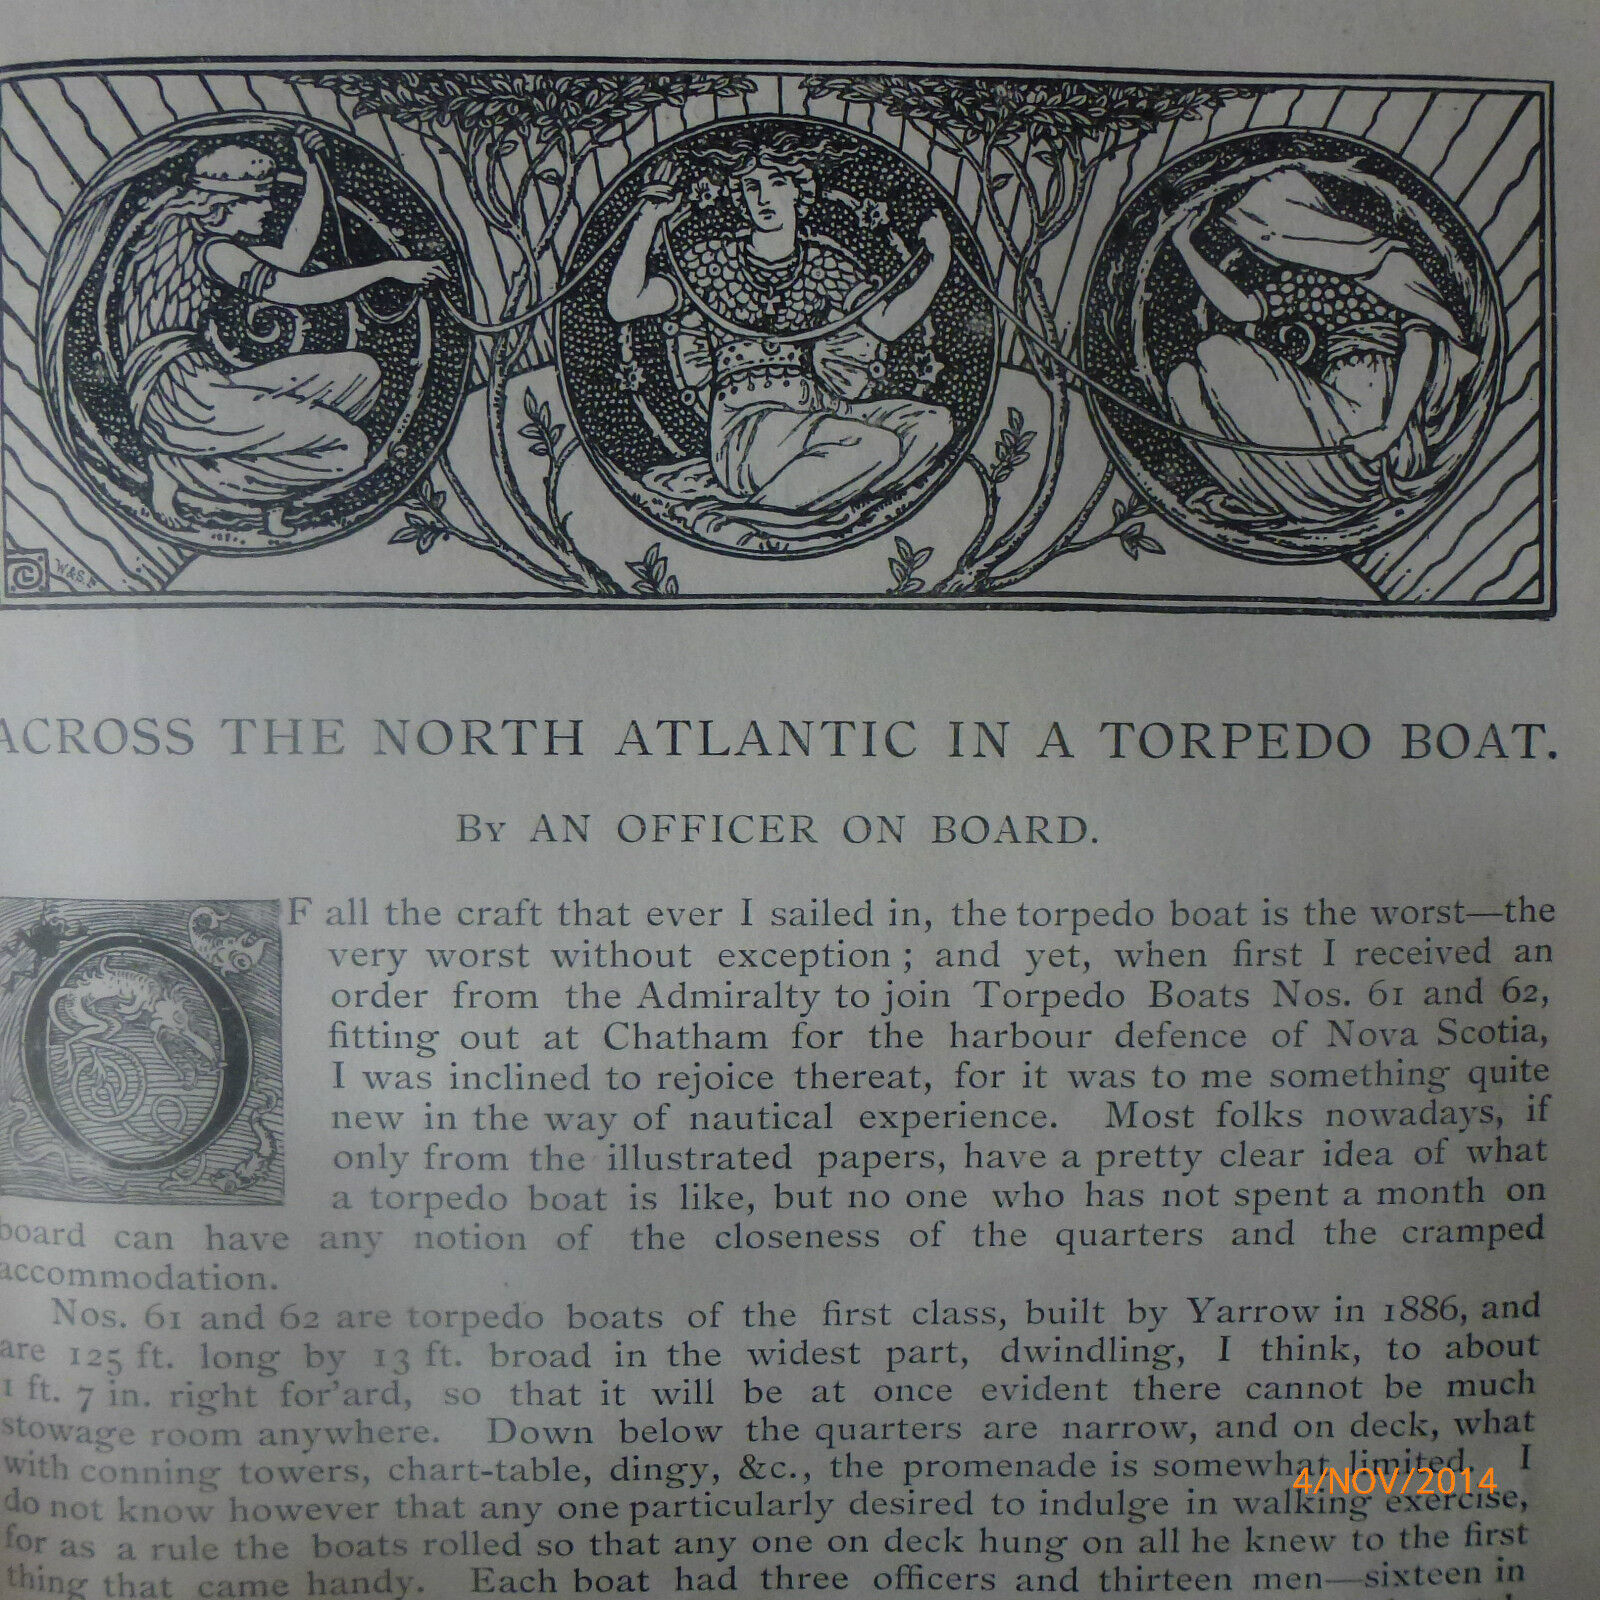 W & S. F
ACROSS THE NORTH ATLANTIC IN A TORPEDO BOAT.
By AN OFFICER ON BOARD.
OF all the craft that ever I sailed in, the torpedo boat is the worst—the
very worst without exception ; and yet, when first I received an
order from the Admiralty to join Torpedo Boats Nos. 61 and 62,
fitting out at Chatham for the harbour defence of Nova Scotia,
I was inclined to rejoice thereat, for it was to me something quite
new in the way of nautical experience. Most folks nowadays, if
only from the illustrated papers, have a pretty clear idea of what
a torpedo boat is like, but no one who has not spent a month on
board can have any notion of the closeness of the quarters and the cramped
accommodation.
Nos. 61 and 62 are torpedo boats of the first class, built by Yarrow in 1886, and
are 125 ft. long by 13 ft. broad in the widest part, dwindling, I think, to about
1 ft. 7 in. right for'ard, so that it will be at once evident there cannot be much
stowage room anywhere. Down below the quarters are narrow, and on deck, what
with conning towers, chart-table, dingy, &c., the promenade is somewhat limited. I
do not know however that any one particularly desired to indulge in walking exercise,
for as a rule the boats rolled so that any one on deck hung on all he knew to the first
thing that came handy. Each boat had three officers and thirteen men—sixteen in
4/NOV/2014